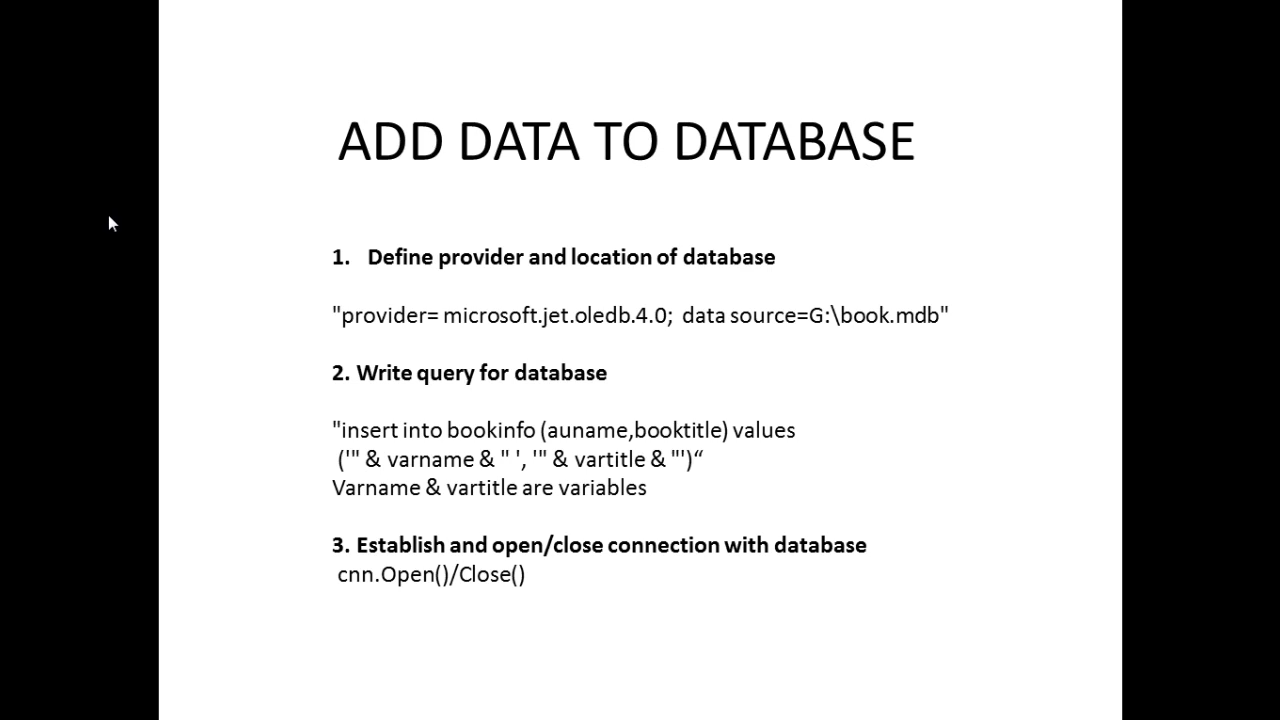 ADD DATA TO DATABASE
1. Define provider and location of database
"provider= microsoft.jet.oledb.4.0; data source=G:\book.mdb"
2. Write query for database
"insert into bookinfo (auname,booktitle) values
('" & varname & " ', '" & vartitle & "')“
Varname & vartitle are variables
3. Establish and open/close connection with database
cnn.Open()/Close()